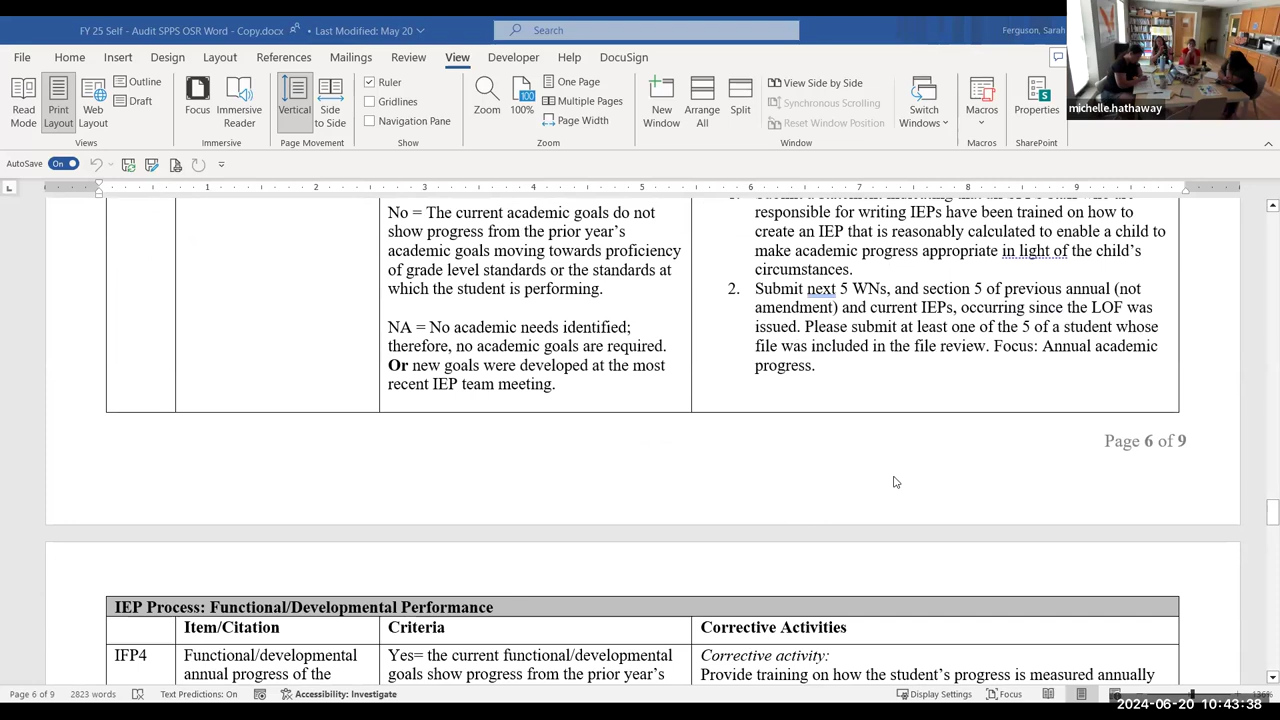 FY 25 Self - Audit SPPS OSR Word - Copy.docx • Last Modified: May 20
Search
Ferguson, Sarah
File Home Insert Design Layout References Mailings Review View Developer Help DocuSign
Read Mode
Print Layout
Web Layout
Outline
Draft
Views
Focus
Immersive Reader
Immersive
Vertical
Side to Side
Page Movement
Ruler
Gridlines
Navigation Pane
Show
Zoom
100
100%
One Page
Multiple Pages
Page Width
Zoom
New Window
Arrange All
Split
View Side by Side
Synchronous Scrolling
Reset Window Position
Window
Switch Windows
Macros
Macros
Properties
SharePoint
michelle.hathaway
AutoSave On
1 2 3 4 5 6 7 8 9
No = The current academic goals do not
show progress from the prior year's
academic goals moving towards proficiency
of grade level standards or the standards at
which the student is performing.
NA = No academic needs identified;
therefore, no academic goals are required.
Or new goals were developed at the most
recent IEP team meeting.
responsible for writing IEPs have been trained on how to
create an IEP that is reasonably calculated to enable a child to
make academic progress appropriate in light of the child's
circumstances.
2. Submit next 5 WNs, and section 5 of previous annual (not
amendment) and current IEPs, occurring since the LOF was
issued. Please submit at least one of the 5 of a student whose
file was included in the file review. Focus: Annual academic
progress.
Page 6 of 9
IEP Process: Functional/Developmental Performance
Item/Citation Criteria Corrective Activities
IFP4
Functional/developmental
annual progress of the
Yes= the current functional/developmental
goals show progress from the prior year's
Corrective activity:
Provide training on how the student's progress is measured annually
Page 6 of 9 2823 words Text Predictions: On Accessibility: Investigate Display Settings Focus 136%
2024-06-20 10:43:38